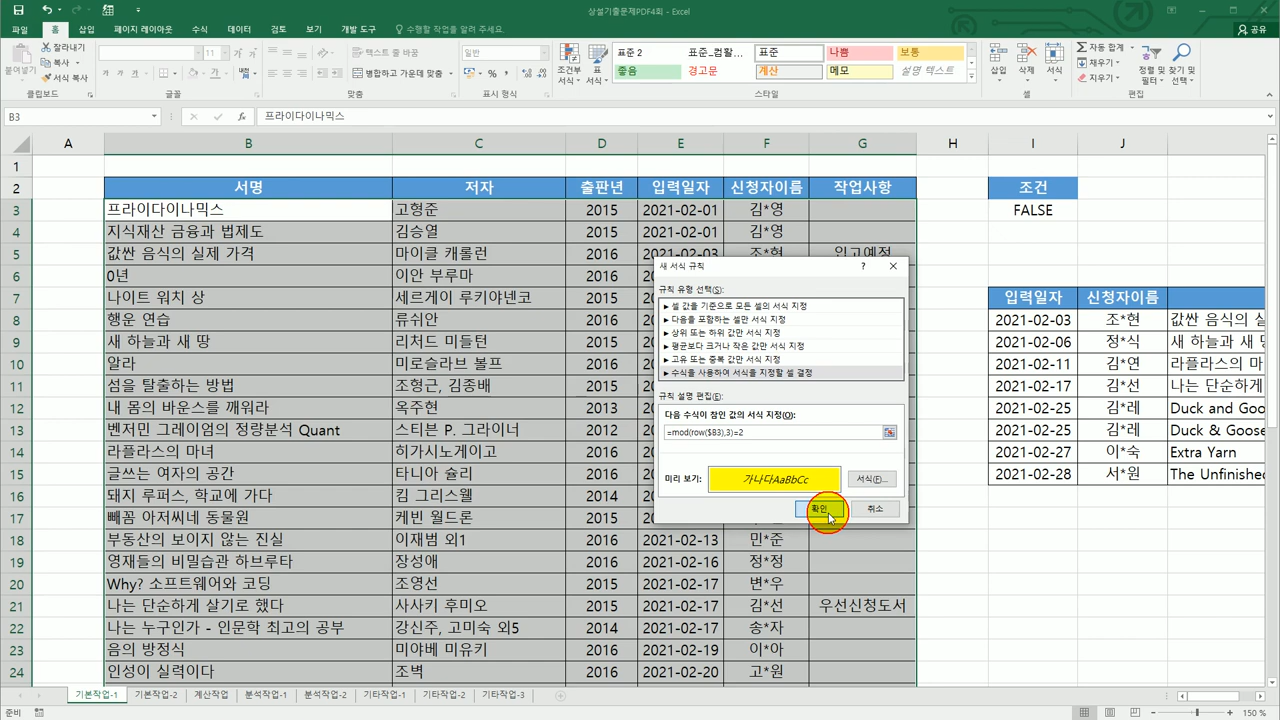 상설기출문제PDF4회 - Excel
파일 홈 삽입 페이지 레이아웃 수식 데이터 검토 보기 개발 도구 수행할 작업을 알려 주세요. 공유
붙여넣기 잘라내기 복사 서식 복사 11 가 가 가 가 가 텍스트 줄 바꿈 병합하고 가운데 맞춤 일반 % 조건부 서식 표 서식 표준 2 표준_컴활... 표준 나쁨 보통
좋음 경고문 계산 메모 설명 텍스트 삽입 삭제 서식 자동 합계 채우기 지우기 정렬 및 필터 찾기 및 선택
클립보드 글꼴 맞춤 표시 형식 스타일 셀 편집
B3 fx 프라이다이나믹스
A B C D E F G H I J
1
2 서명 저자 출판년 입력일자 신청자이름 작업사항 조건
3 프라이다이나믹스 고형준 2015 2021-02-01 김*영 FALSE
4 지식재산 금융과 법제도 김승열 2015 2021-02-01 김*영
5 값싼 음식의 실제 가격 마이클 캐롤런 2016 2021-02-03 조*현 입고예정
6 0년 이안 부루마 2016
7 나이트 워치 상 세르게이 루키야넨코 2015 입력일자 신청자이름
8 행운 연습 류쉬안 2016 2021-02-03 조*현 값싼 음식의 실
9 새 하늘과 새 땅 리처드 미들턴 2015 2021-02-06 정*식 새 하늘과 새 땅
10 알라 미로슬라브 볼프 2016 2021-02-11 김*연 라플라스의 마
11 섬을 탈출하는 방법 조형근, 김종배 2015 2021-02-17 김*선 나는 단순하게
12 내 몸의 바운스를 깨워라 옥주현 2013 2021-02-25 김*레 Duck and Goo
13 벤저민 그레이엄의 정량분석 Quant 스티븐 P. 그라이너 2012 2021-02-25 김*레 Duck & Goose
14 라플라스의 마녀 히가시노게이고 2016 2021-02-27 이*숙 Extra Yarn
15 글쓰는 여자의 공간 타니아 슐리 2016 2021-02-28 서*원 The Unfinished
16 돼지 루퍼스, 학교에 가다 킴 그리스웰 2014
17 빼꼼 아저씨네 동물원 케빈 월드론 2015
18 부동산의 보이지 않는 진실 이재범 외1 2016 2021-02-13 민*준
19 영재들의 비밀습관 하브루타 장성애 2016 2021-02-16 정*정
20 Why? 소프트웨어와 코딩 조영선 2015 2021-02-17 변*우
21 나는 단순하게 살기로 했다 사사키 후미오 2015 2021-02-17 김*선 우선신청도서
22 나는 누구인가 - 인문학 최고의 공부 강신주, 고미숙 외5 2014 2021-02-17 송*자
23 음의 방정식 미야베 미유키 2016 2021-02-19 이*아
24 인성이 실력이다 조벽 2016 2021-02-20 고*원
새 서식 규칙 ? ×
규칙 유형 선택(S):
► 셀 값을 기준으로 모든 셀의 서식 지정
► 다음을 포함하는 셀만 서식 지정
► 상위 또는 하위 값만 서식 지정
► 평균보다 크거나 작은 값만 서식 지정
► 고유 또는 중복 값만 서식 지정
► 수식을 사용하여 서식을 지정할 셀 결정
규칙 설명 편집(E):
다음 수식이 참인 값의 서식 지정(O):
=mod(row($B3),3)=2
미리 보기: 가나다AaBbCc 서식(F)...
확인 취소
기본작업-1 기본작업-2 계산작업 분석작업-1 분석작업-2 기타작업-1 기타작업-2 기타작업-3
준비 150 %